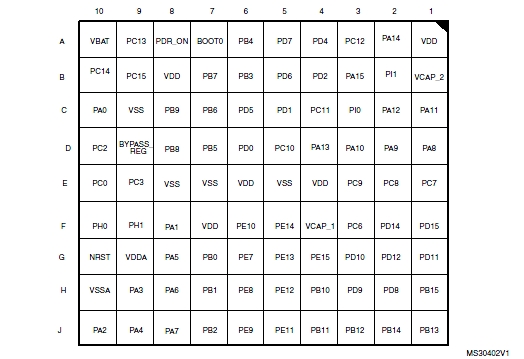 10 9 8 7 6 5 4 3 2 1
A VBAT PC13 PDR_ON BOOT0 PB4 PD7 PD4 PC12 PA14 VDD
B PC14 PC15 VDD PB7 PB3 PD6 PD2 PA15 PI1 VCAP_2
C PA0 VSS PB9 PB6 PD5 PD1 PC11 PI0 PA12 PA11
D PC2 BYPASS_ REG PB8 PB5 PD0 PC10 PA13 PA10 PA9 PA8
E PC0 PC3 VSS VSS VDD VSS VDD PC9 PC8 PC7
F PH0 PH1 PA1 VDD PE10 PE14 VCAP_1 PC6 PD14 PD15
G NRST VDDA PA5 PB0 PE7 PE13 PE15 PD10 PD12 PD11
H VSSA PA3 PA6 PB1 PE8 PE12 PB10 PD9 PD8 PB15
J PA2 PA4 PA7 PB2 PE9 PE11 PB11 PB12 PB14 PB13
MS30402V1